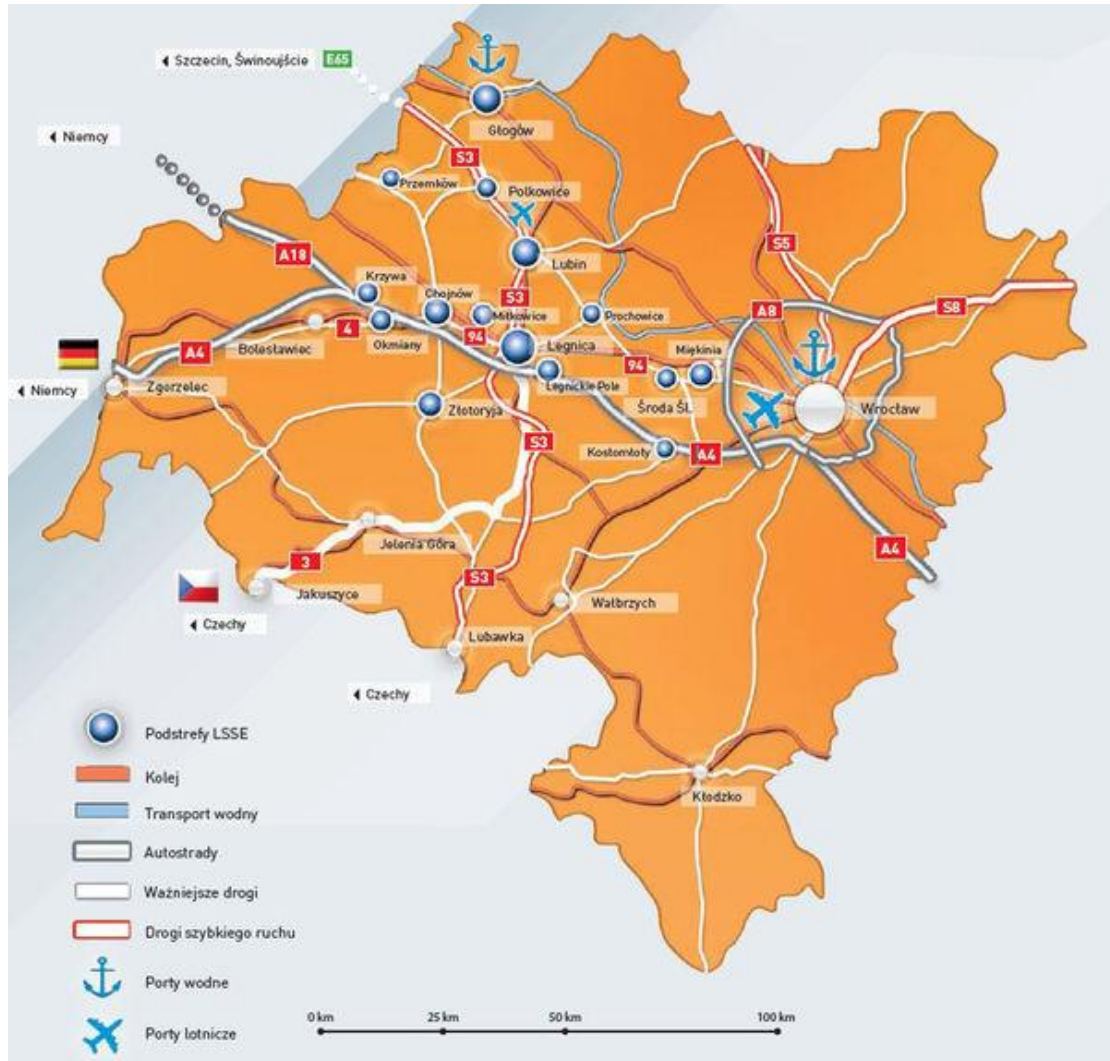 Szczecin, Świnoujście E65
Niemcy
Głogów
S3
Przemków
Polkowice
A18
S5
Lubin
Krzywa
Chojnów
S3
Miłkowice
Prochowice
A8
S8
4
94
Bolesławiec
Okmiany
Legnica
Miękinia
A4
94
Niemcy
Zgorzelec
Legnickie Pole
Środa Śl.
Złotoryja
Wrocław
S3
Kostomłoty
A4
Jelenia Góra
A4
3
S3
Jakuszyce
Wałbrzych
Czechy
Lubawka
Czechy
Kłodzko
Podstrefy LSSE
Kolej
Transport wodny
Autostrady
Ważniejsze drogi
Drogi szybkiego ruchu
Porty wodne
Porty lotnicze
0 km 25 km 50 km 100 km